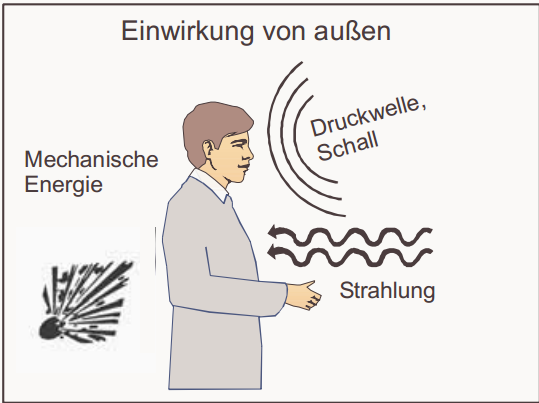 Einwirkung von außen
Druckwelle,
Schall
Mechanische
Energie
Strahlung